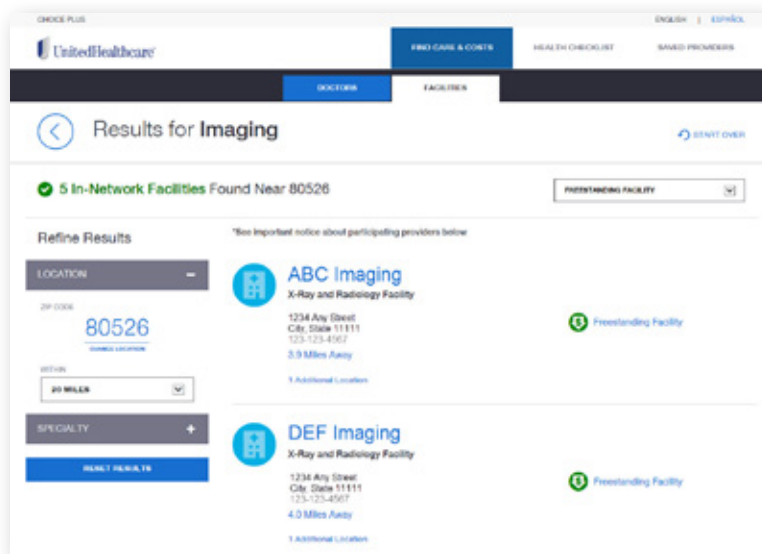 CHOICE PLUS
ENGLISH | ESPAÑOL
UnitedHealthcare
FIND CARE & COSTS
HEALTH CHECKLIST
SAVED PROVIDERS
DOCTORS
FACILITIES
Results for Imaging
START OVER
5 In-Network Facilities Found Near 80526
FREESTANDING FACILITY
Refine Results
*See important notice about participating providers below
LOCATION
ZIP CODE
80526
CHANGE LOCATION
WITHIN
20 MILES
SPECIALTY
RESET RESULTS
ABC Imaging
X-Ray and Radiology Facility
1234 Any Street
City, State 11111
123-123-4567
3.9 Miles Away
1 Additional Location
Freestanding Facility
DEF Imaging
X-Ray and Radiology Facility
1234 Any Street
City, State 11111
123-123-4567
4.0 Miles Away
1 Additional Location
Freestanding Facility